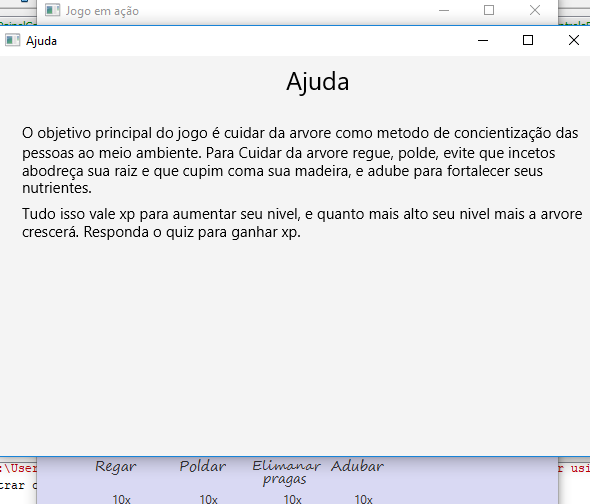 Jogo em ação
Ajuda
Ajuda
O objetivo principal do jogo é cuidar da arvore como metodo de concientização das
pessoas ao meio ambiente. Para Cuidar da arvore regue, polde, evite que incetos
abodreça sua raiz e que cupim coma sua madeira, e adube para fortalecer seus
nutrientes.
Tudo isso vale xp para aumentar seu nivel, e quanto mais alto seu nivel mais a arvore
crescerá. Responda o quiz para ganhar xp.
:\User
Regar Poldar Elimanar Adubar
pragas
usi
trar
10x 10x 10x 10x